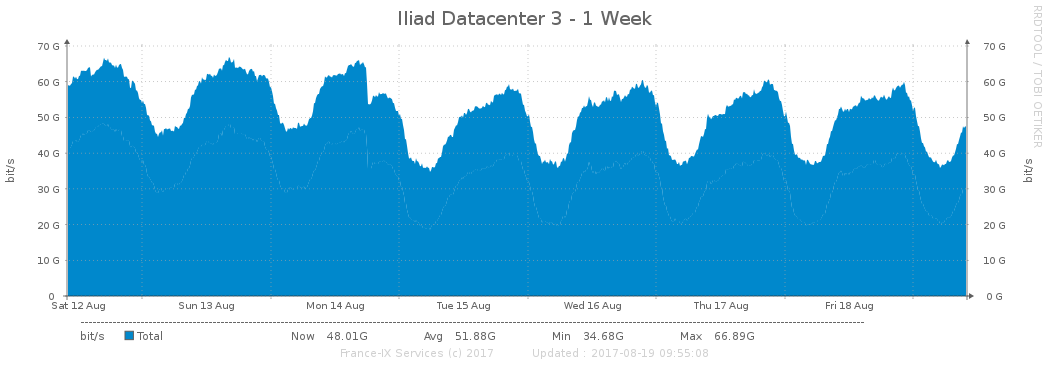 Iliad Datacenter 3 - 1 Week
RRDTOOL / TOBI OETIKER
70 G 70 G
60 G 60 G
50 G 50 G
40 G 40 G
30 G 30 G
20 G 20 G
10 G 10 G
0 0 G
bit/s bit/s
Sat 12 Aug Sun 13 Aug Mon 14 Aug Tue 15 Aug Wed 16 Aug Thu 17 Aug Fri 18 Aug
bit/s Total Now 48.01G Avg 51.88G Min 34.68G Max 66.89G
France-IX Services (c) 2017 Updated : 2017-08-19 09:55:08